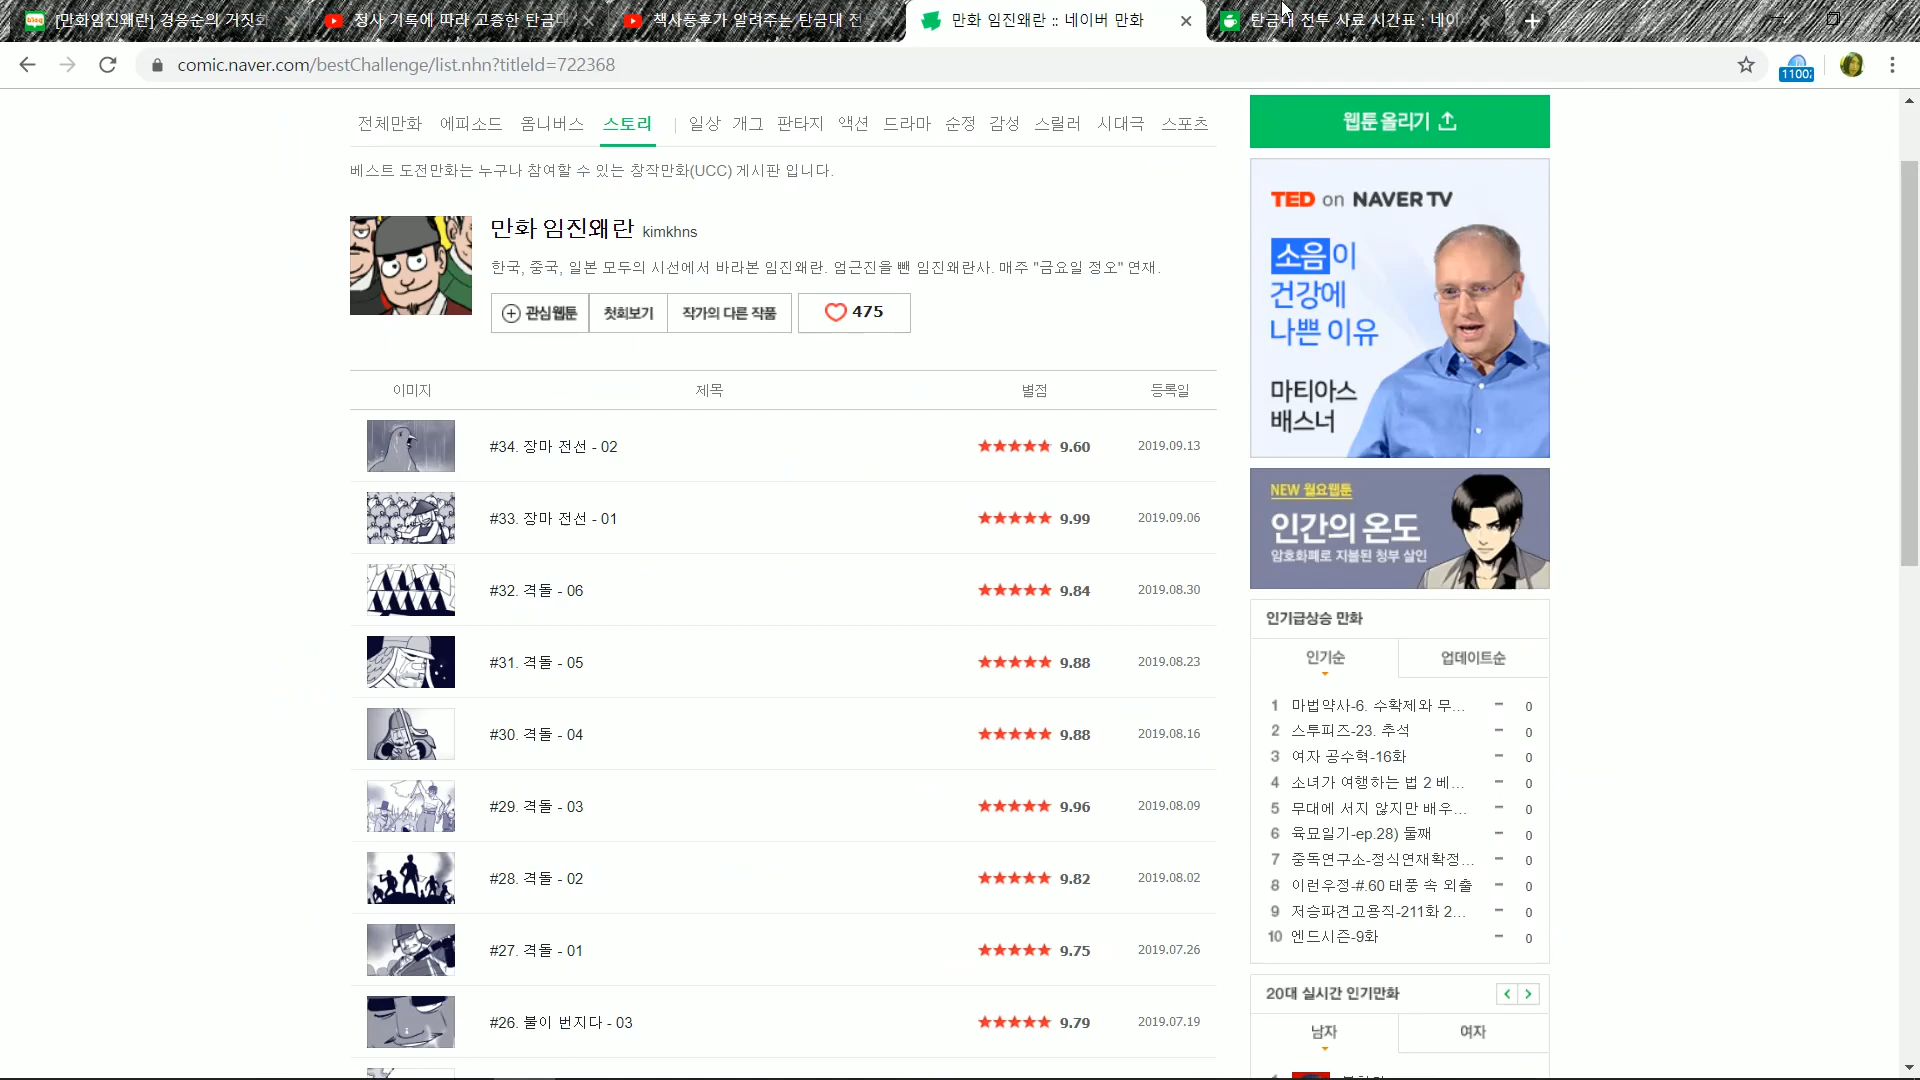 [만화임진왜란] 경응순의 거짓화
정사 기록에 따라 고증한 탄금대
책사풍후가 알려주는 탄금대 전
만화 임진왜란 :: 네이버 만화
탄금대 전투 사료 시간표 : 네이
comic.naver.com/bestChallenge/list.nhn?titleId=722368
전체만화 에피소드 옴니버스 스토리 일상 개그 판타지 액션 드라마 순정 감성 스릴러 시대극 스포츠
베스트 도전만화는 누구나 참여할 수 있는 창작만화(UCC) 게시판 입니다.
만화 임진왜란 kimkhns
한국, 중국, 일본 모두의 시선에서 바라본 임진왜란. 엄근진을 뺀 임진왜란사. 매주 "금요일 정오" 연재.
관심웹툰 첫회보기 작가의 다른 작품 475
이미지 제목 별점 등록일
#34. 장마 전선 - 02 9.60 2019.09.13
#33. 장마 전선 - 01 9.99 2019.09.06
#32. 격돌 - 06 9.84 2019.08.30
#31. 격돌 - 05 9.88 2019.08.23
#30. 격돌 - 04 9.88 2019.08.16
#29. 격돌 - 03 9.96 2019.08.09
#28. 격돌 - 02 9.82 2019.08.02
#27. 격돌 - 01 9.75 2019.07.26
#26. 불이 번지다 - 03 9.79 2019.07.19
웹툰 올리기
TED on NAVER TV
소음이
건강에
나쁜 이유
마티아스
배스너
NEW 월요웹툰
인간의 온도
암호화폐로 지불된 청부 살인
인기급상승 만화
인기순 업데이트순
1 마법약사-6. 수확제와 무... 0
2 스투피즈-23. 추석 0
3 여자 공수혁-16화 0
4 소녀가 여행하는 법 2 베... 0
5 무대에 서지 않지만 배우... 0
6 육묘일기-ep.28) 둘째 0
7 중독연구소-정식연재확정... 0
8 이런우정-#.60 태풍 속 외출 0
9 저승파견고용직-211화 2... 0
10 엔드시즌-9화 0
20대 실시간 인기만화
남자 여자